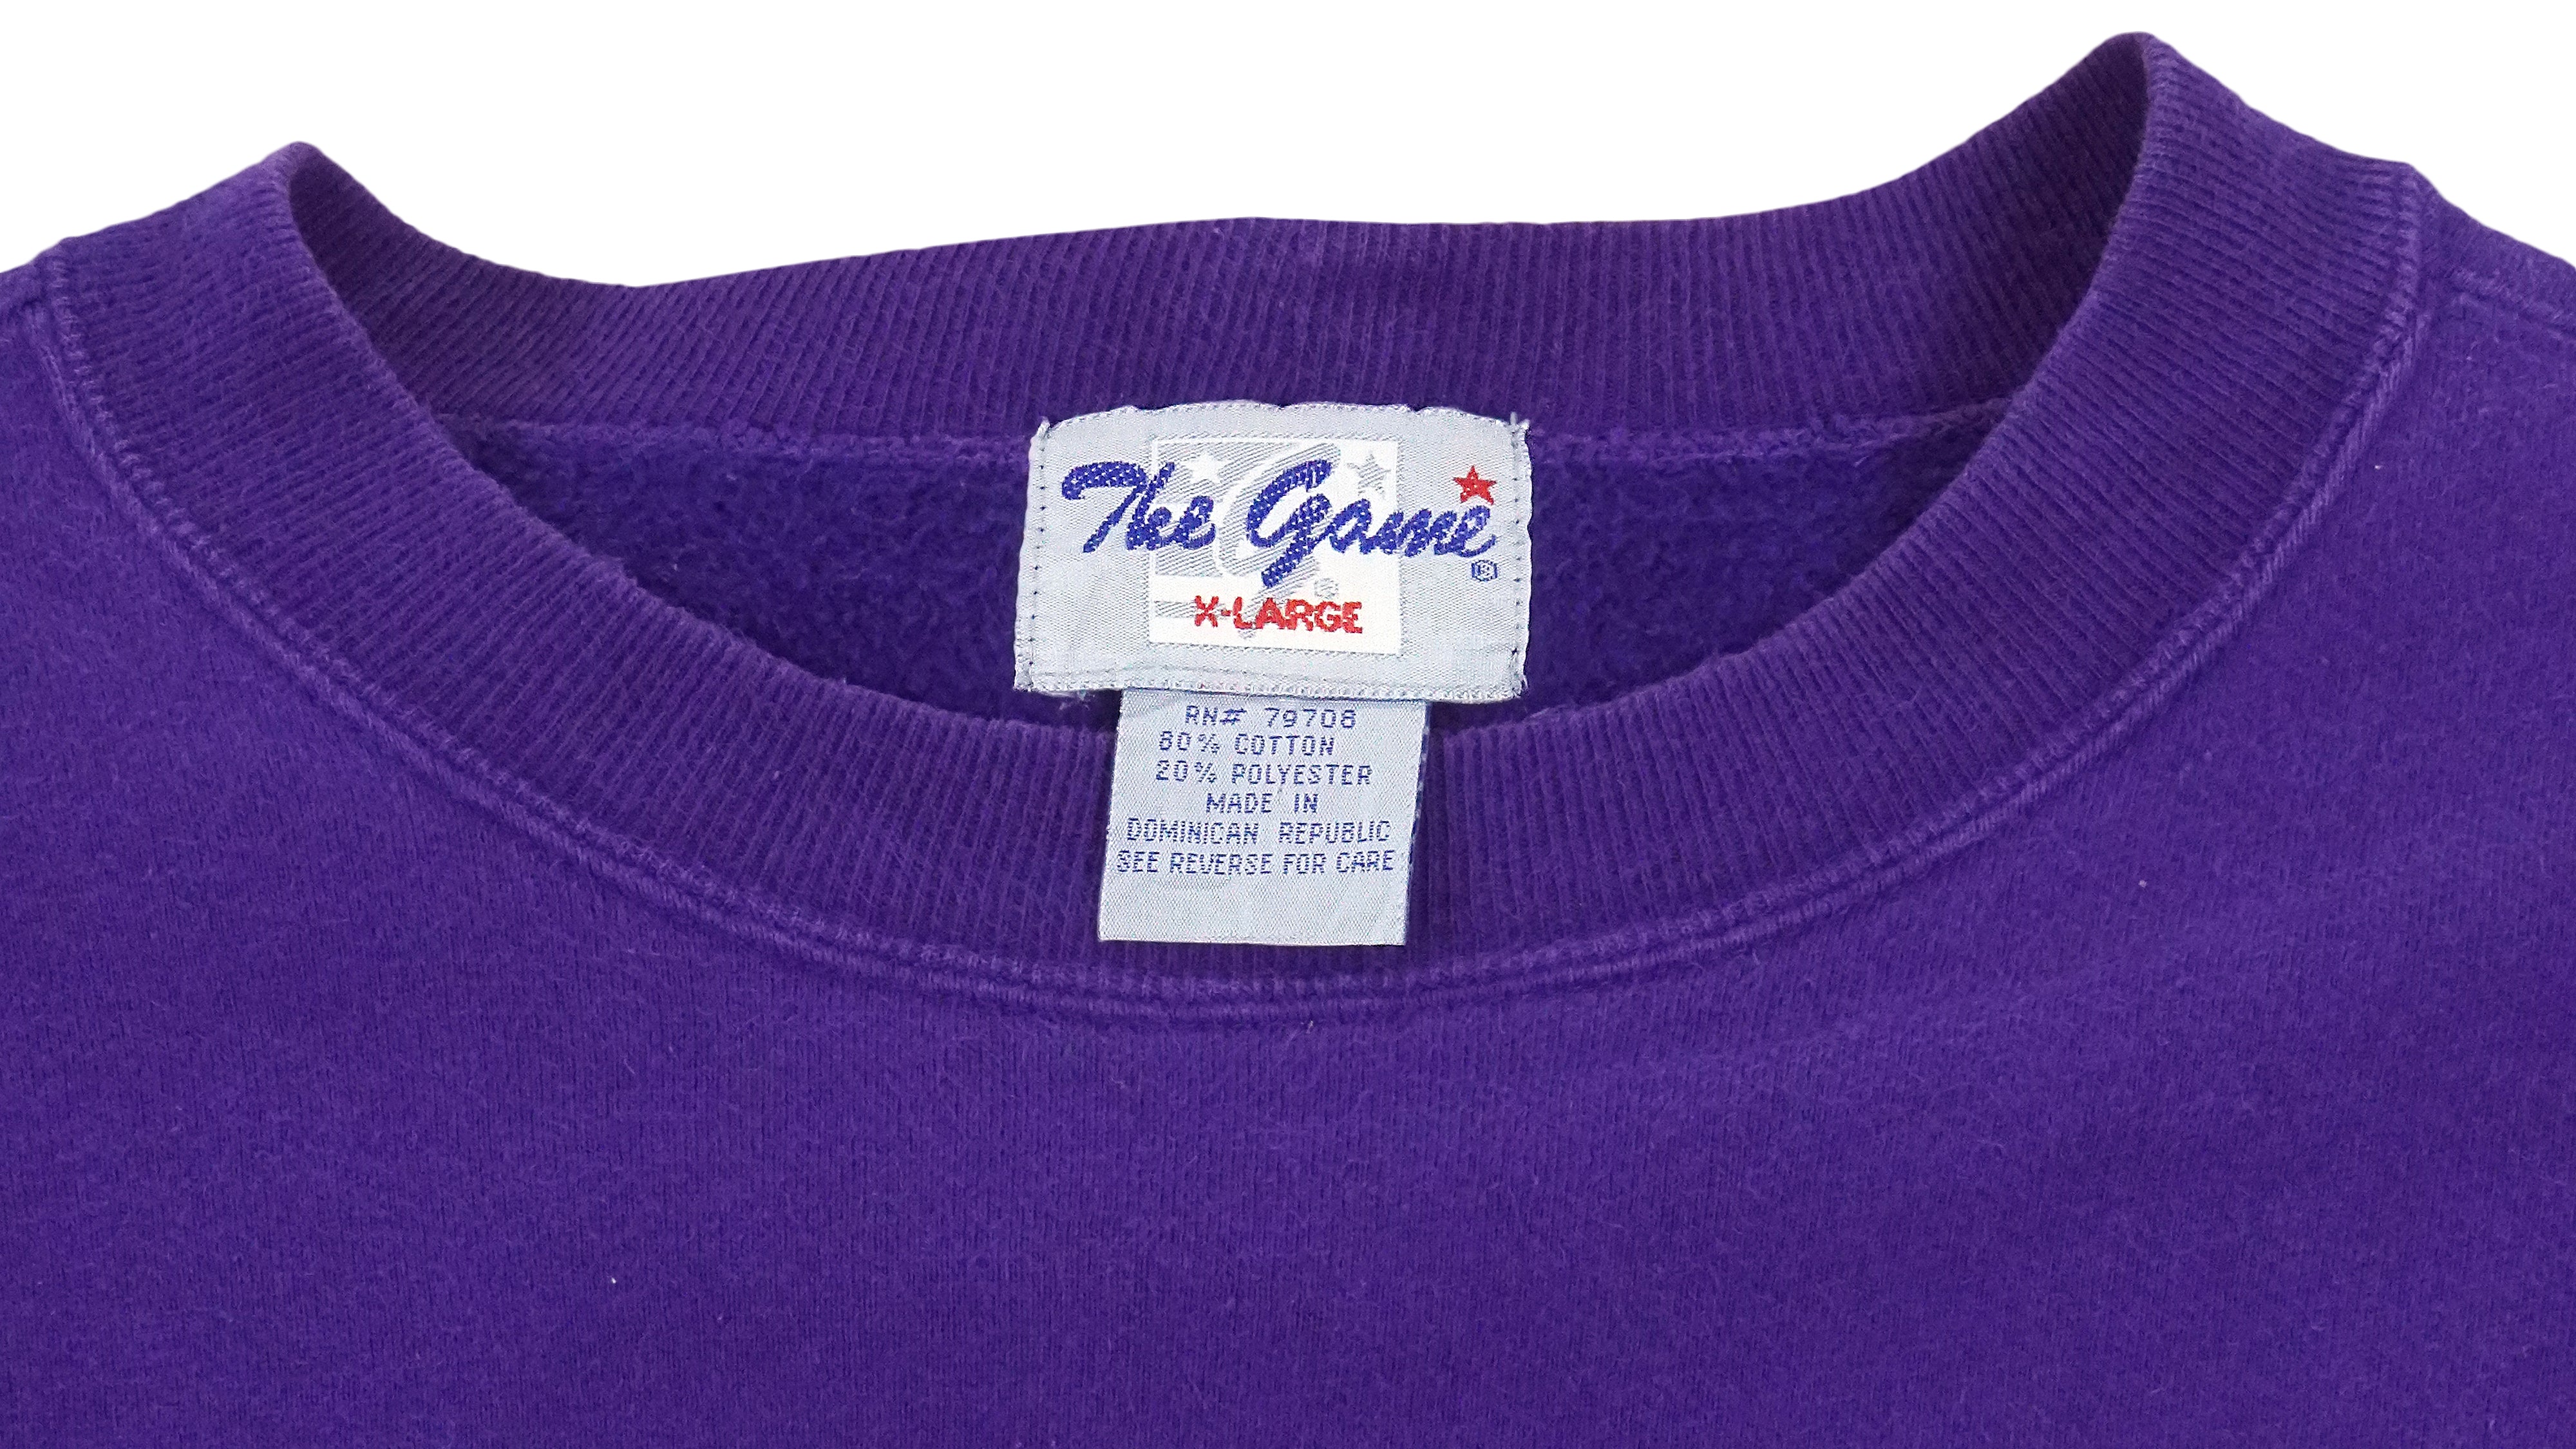 The Game ®
X-LARGE
RN# 79708
80% COTTON
20% POLYESTER
MADE IN
DOMINICAN REPUBLIC
SEE REVERSE FOR CARE